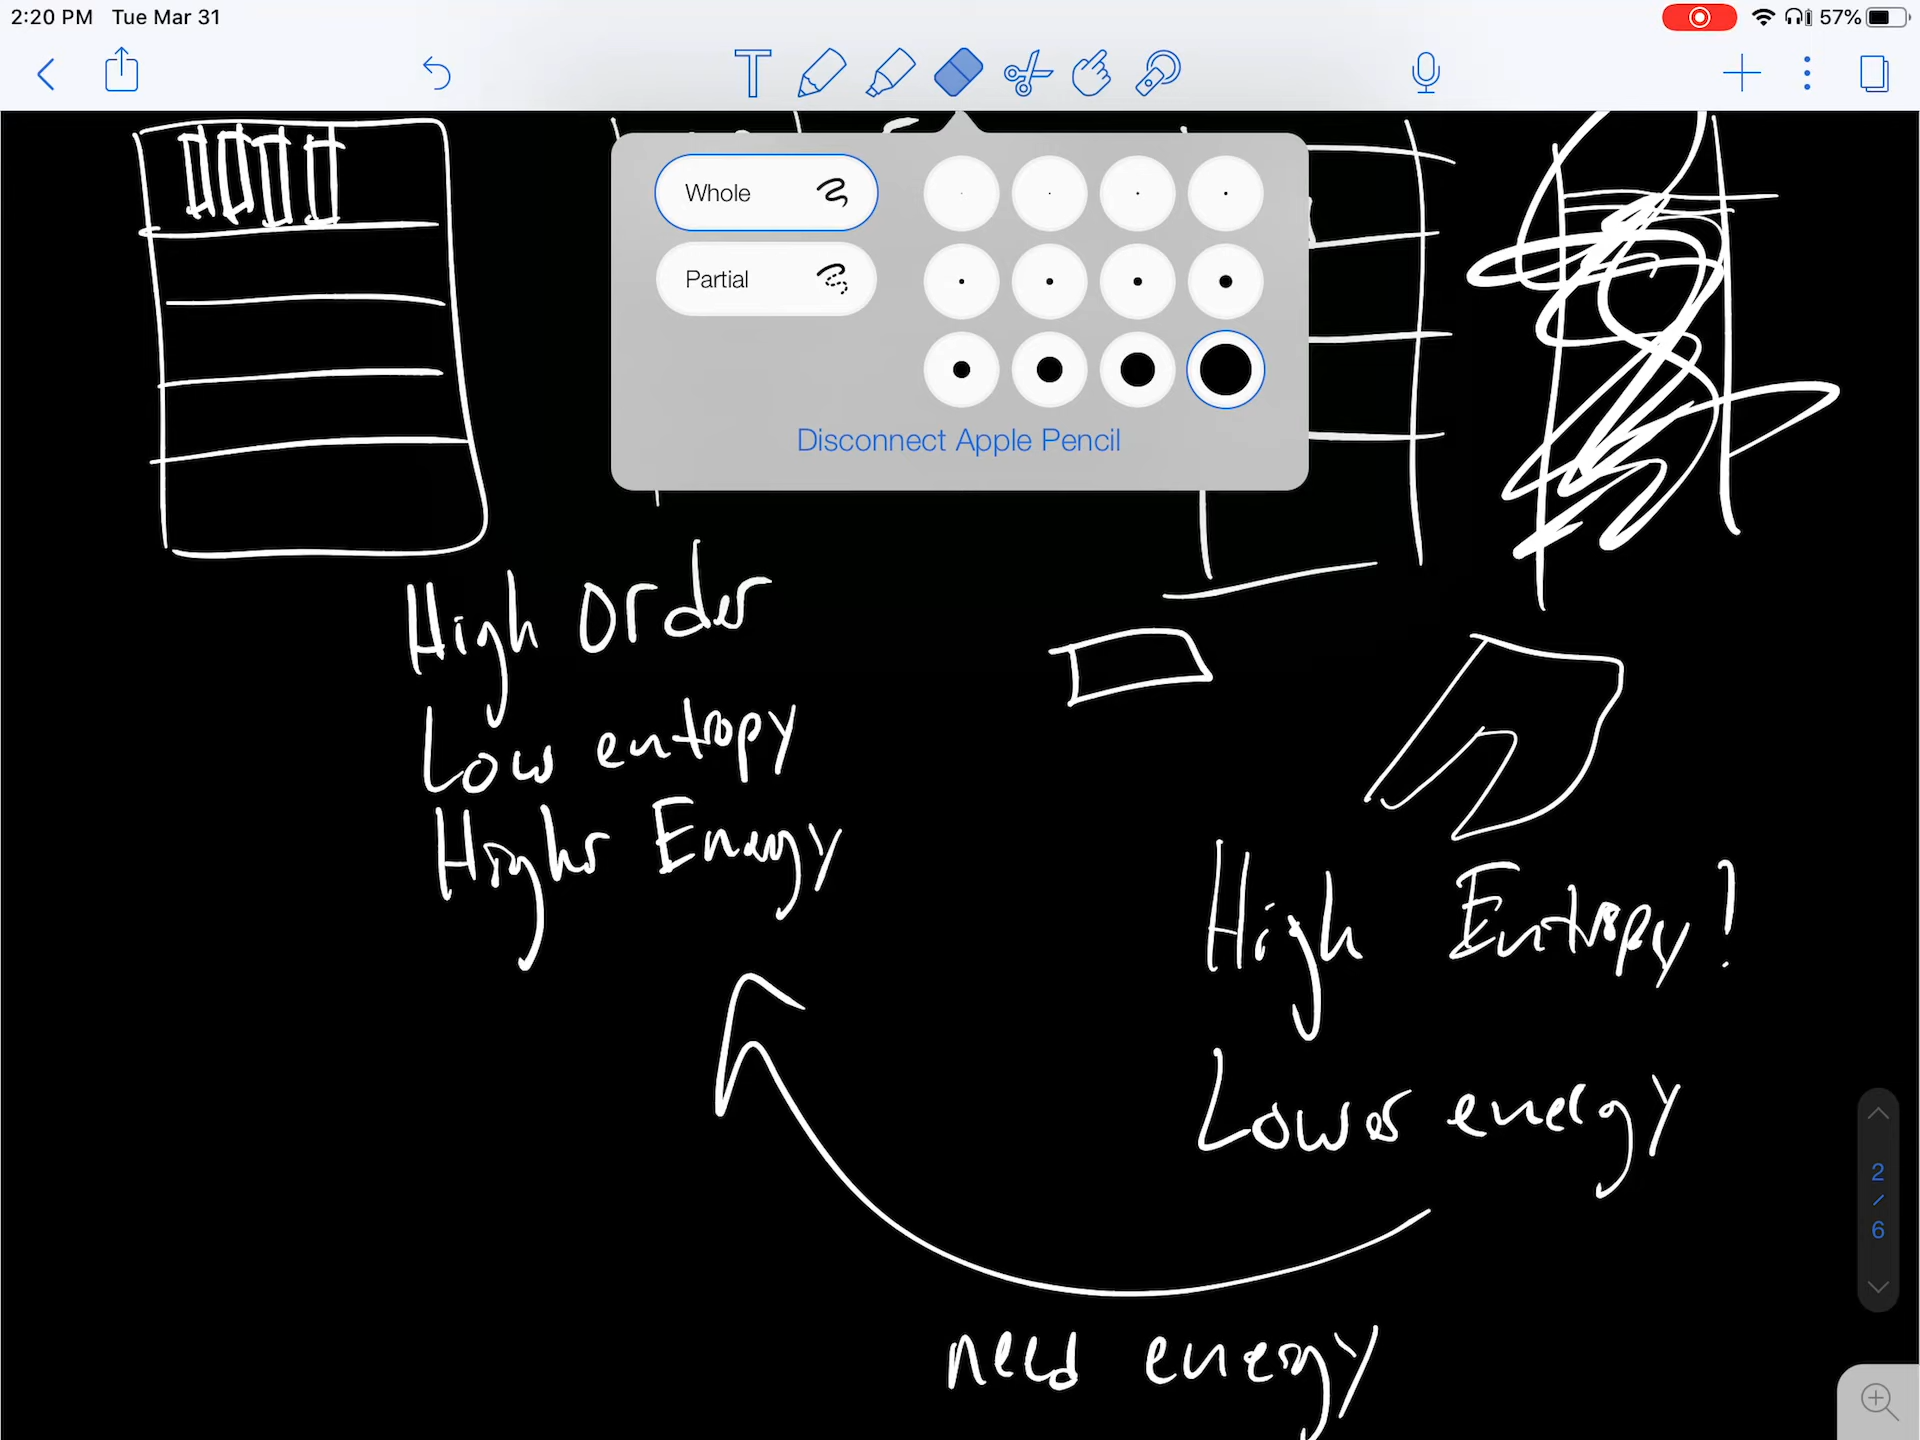 2:20 PM Tue Mar 31
57%
T
Whole
Partial
Disconnect Apple Pencil
High Order
Low entropy
Higher Energy
High Entropy!
Lower energy
2
/
6
need energy